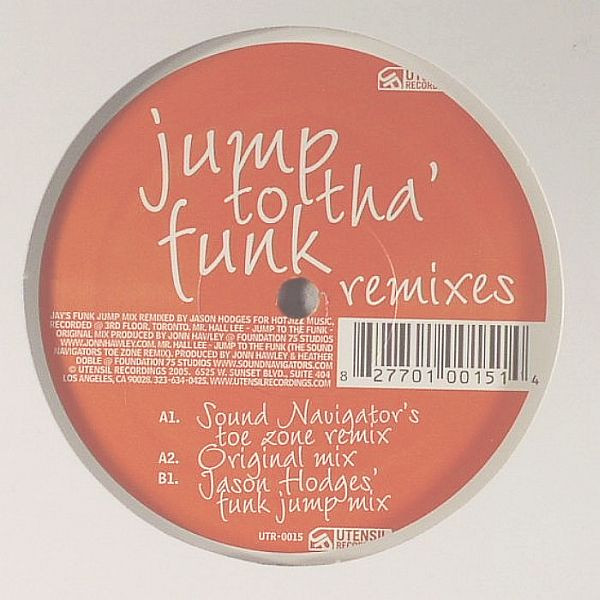 UTENSIL
RECORD
jump
to tha'
funk
remixes
JAY'S FUNK JUMP MIX REMIXED BY JASON HODGES FOR HOTJIZZ MUSIC.
RECORDED @ 3RD FLOOR, TORONTO. MR. HALL LEE - JUMP TO THE FUNK -
ORIGINAL MIX PRODUCED BY JONN HAWLEY @ FOUNDATION 75 STUDIOS
WWW.JONNHAWLEY.COM. MR. HALL LEE - JUMP TO THE FUNK (THE SOUND
NAVIGATORS TOE ZONE REMIX). PRODUCED BY JONN HAWLEY & HEATHER
DOBLE @ FOUNDATION 75 STUDIOS WWW.SOUNDNAVIGATORS.COM
© UTENSIL RECORDINGS 2005. 6525 W. SUNSET BLVD., SUITE 404
LOS ANGELES, CA 90028. 323-634-0425. WWW.UTENSILRECORDINGS.COM
8 27701 00151 4
A1. Sound Navigator's
toe zone remix
A2. Original mix
B1. Jason Hodges'
funk jump mix
UTR-0015
UTENSIL
RECORD